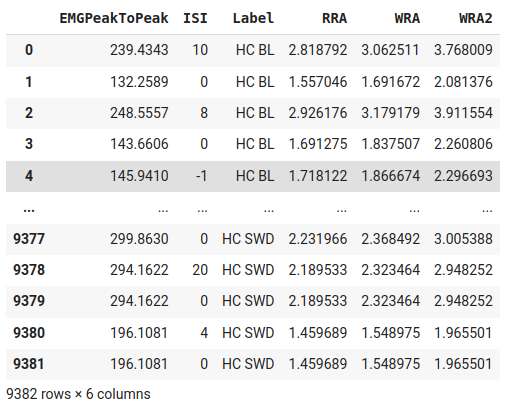 EMGPeakToPeak ISI Label RRA WRA WRA2
0 239.4343 10 HC BL 2.818792 3.062511 3.768009
1 132.2589 0 HC BL 1.557046 1.691672 2.081376
2 248.5557 8 HC BL 2.926176 3.179179 3.911554
3 143.6606 0 HC BL 1.691275 1.837507 2.260806
4 145.9410 -1 HC BL 1.718122 1.866674 2.296693
... ... ... ... ... ... ...
9377 299.8630 0 HC SWD 2.231966 2.368492 3.005388
9378 294.1622 20 HC SWD 2.189533 2.323464 2.948252
9379 294.1622 0 HC SWD 2.189533 2.323464 2.948252
9380 196.1081 4 HC SWD 1.459689 1.548975 1.965501
9381 196.1081 0 HC SWD 1.459689 1.548975 1.965501
9382 rows × 6 columns